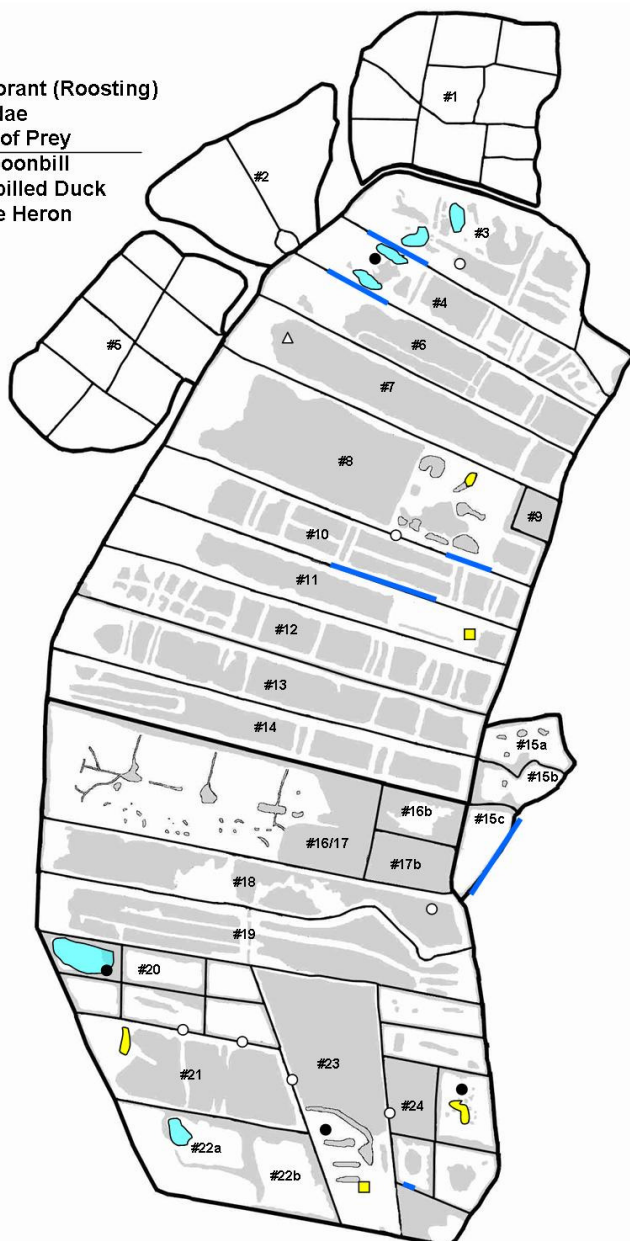 orant (Roosting)
dae
of Prey
oonbill
billed Duck
e Heron
#1
#2
#3
#4
#5
#6
#7
#8
#9
#10
#11
#12
#13
#14
#15a
#15b
#15c
#16b
#16/17
#17b
#18
#19
#20
#21
#22a
#22b
#23
#24